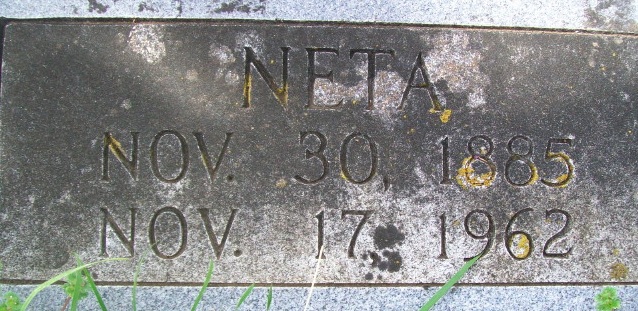 NETA
NOV. 30, 1885
NOV. 17, 1962